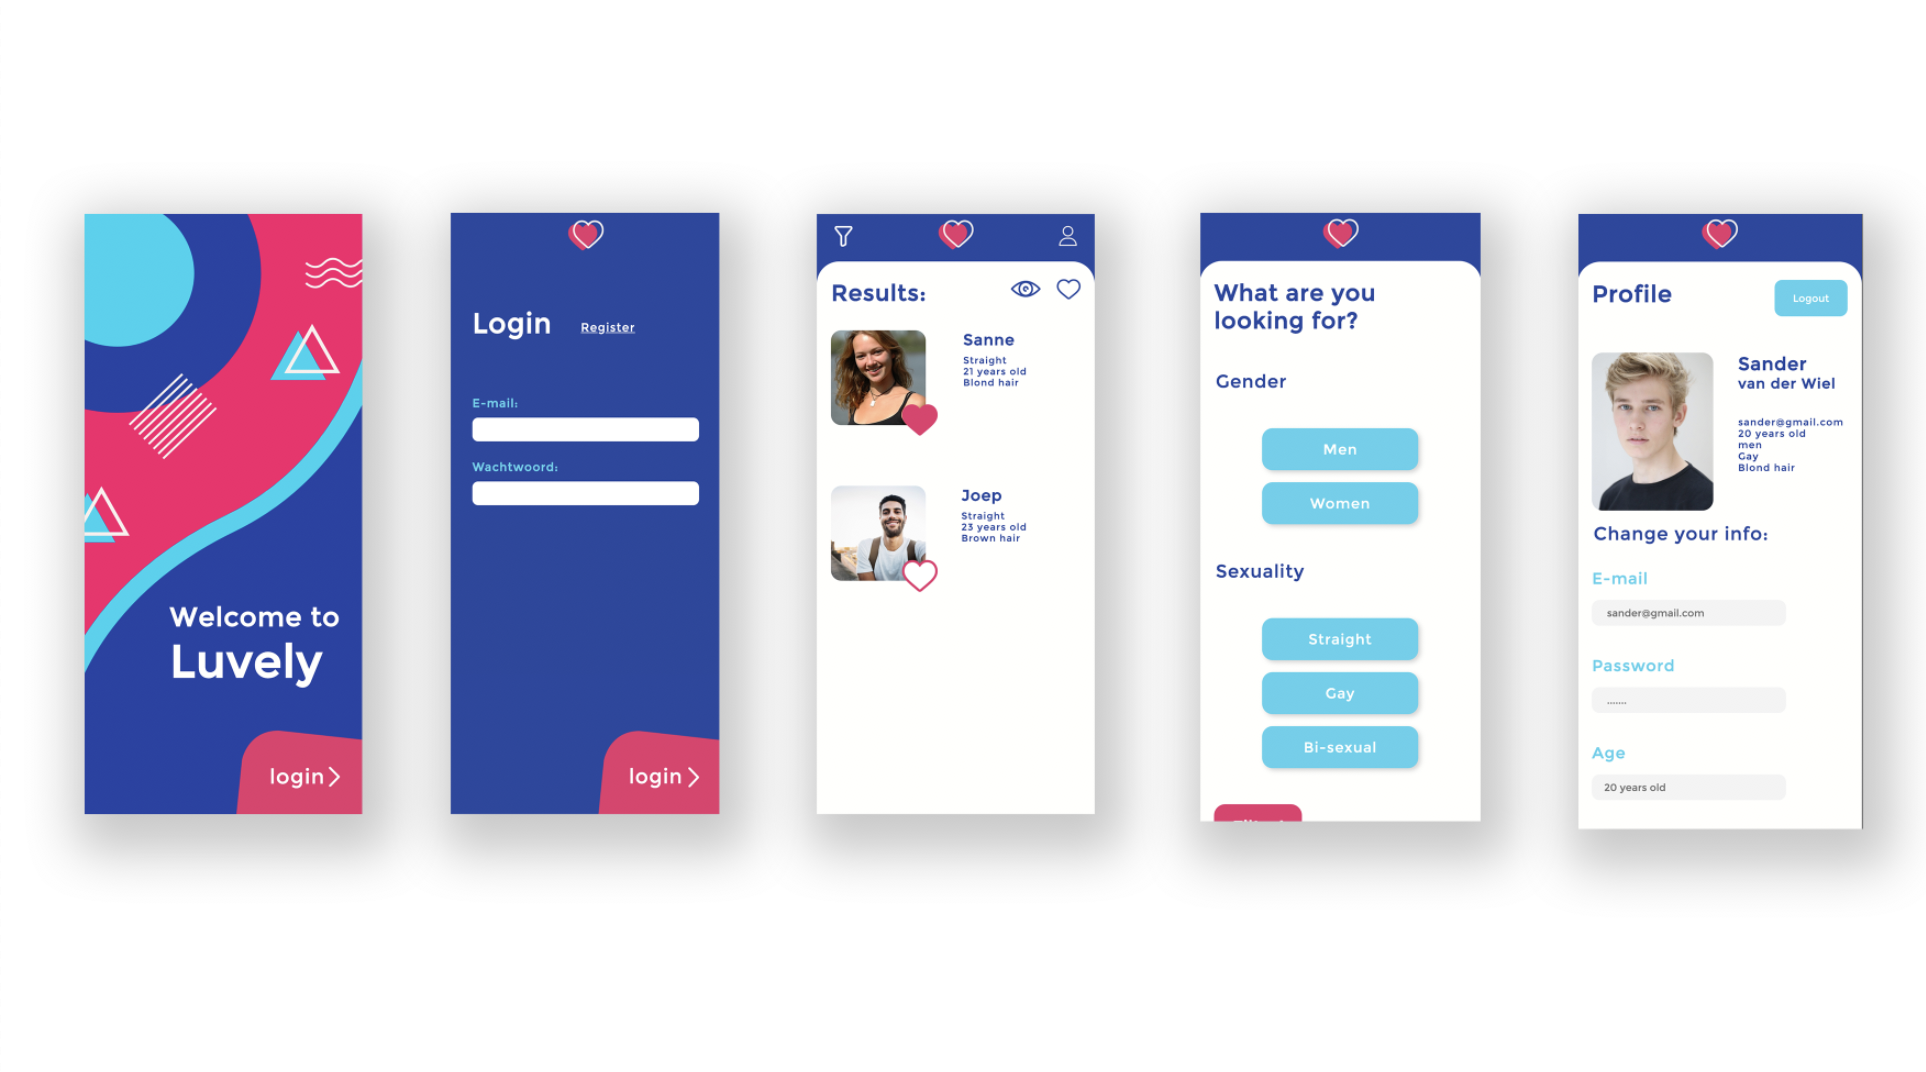 Welcome to
Luvely
login
Login
Register
E-mail:
Wachtwoord:
login
Results:
Sanne
Straight
21 years old
Blond hair
Joep
Straight
23 years old
Brown hair
What are you
looking for?
Gender
Men
Women
Sexuality
Straight
Gay
Bi-sexual
Profile
Logout
Sander
van der Wiel
sander@gmail.com
20 years old
men
Gay
Blond hair
Change your info:
E-mail
sander@gmail.com
Password
.......
Age
20 years old